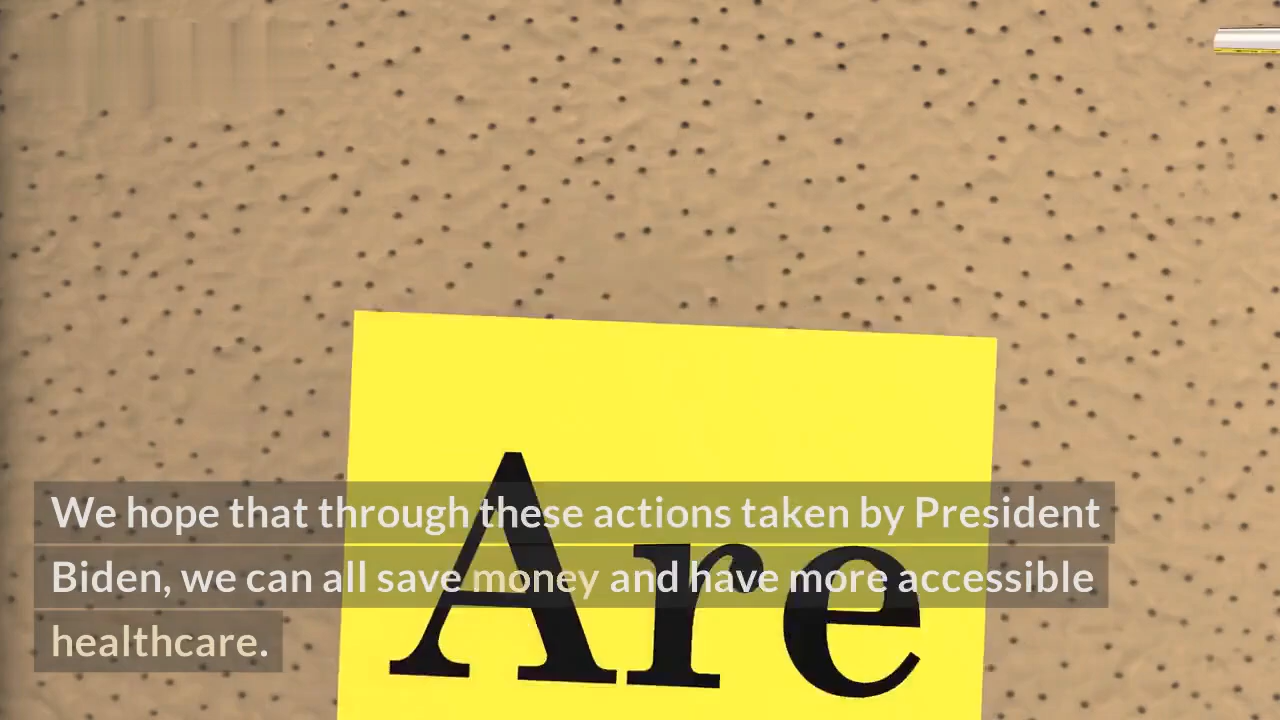 We hope that through these actions taken by President
Biden, we can all save money and have more accessible
healthcare.
Are